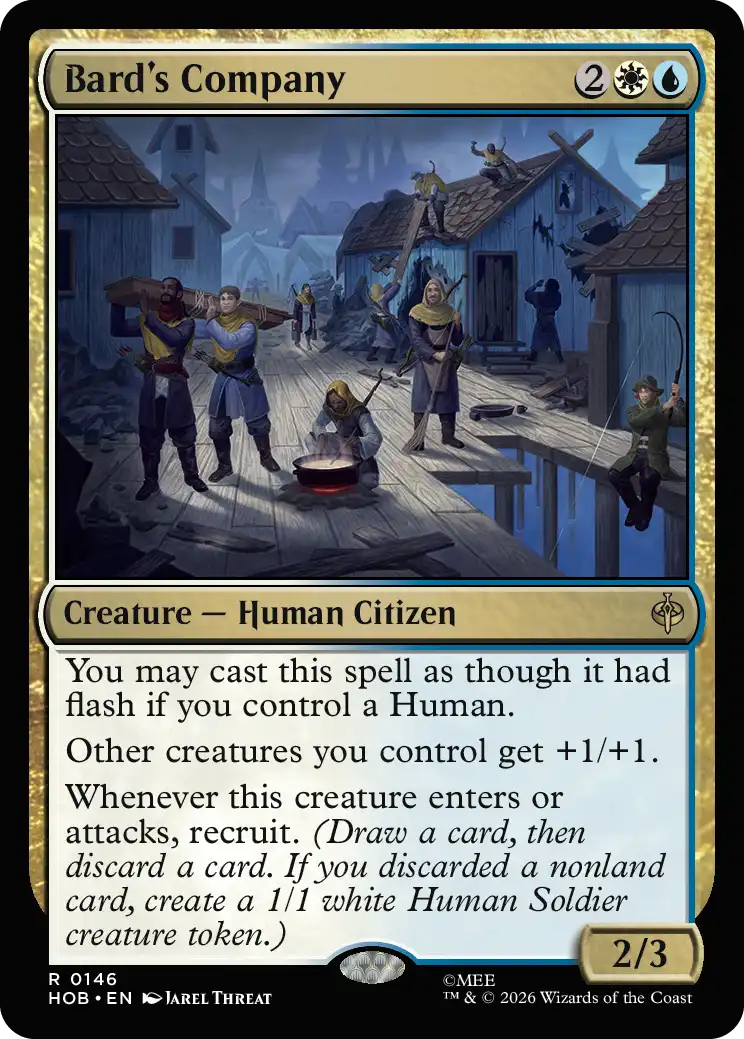 Bard's Company 2
Creature — Human Citizen
You may cast this spell as though it had
flash if you control a Human.
Other creatures you control get +1/+1.
Whenever this creature enters or
attacks, recruit. (Draw a card, then
discard a card. If you discarded a nonland
card, create a 1/1 white Human Soldier
creature token.)
2/3
R 0146
HOB • EN JAREL THREAT
©MEE
™ & © 2026 Wizards of the Coast